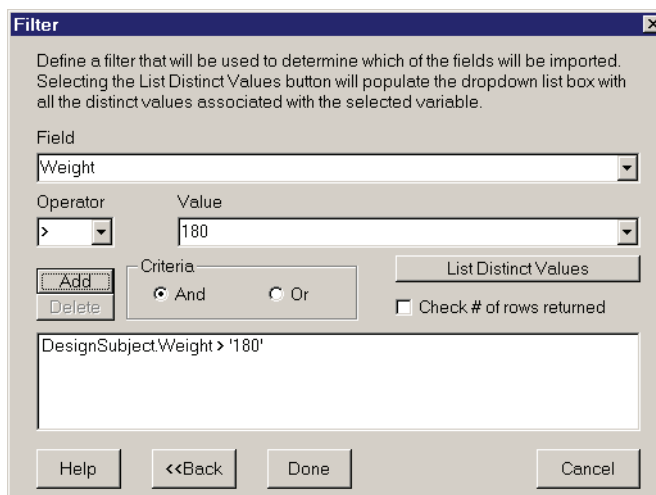 Filter
Define a filter that will be used to determine which of the fields will be imported.
Selecting the List Distinct Values button will populate the dropdown list box with
all the distinct values associated with the selected variable.
Field
Weight
Operator Value
> 180
Add Criteria List Distinct Values
And Or
Delete Check # of rows returned
DesignSubject.Weight > '180'
Help <<Back Done Cancel